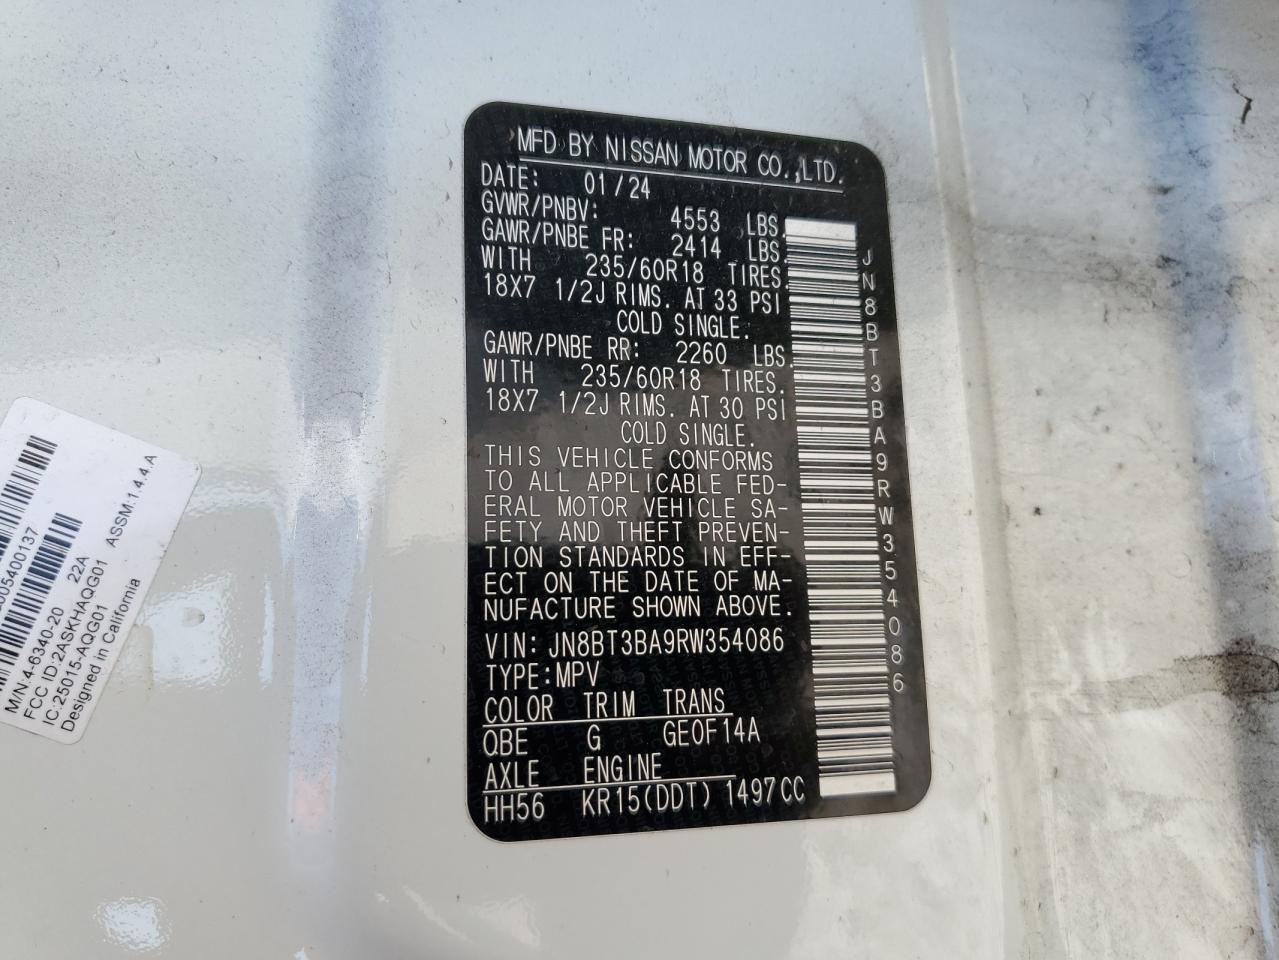 MFD BY NISSAN MOTOR CO.,LTD.
DATE: 01/24
GVWR/PNBV: 4553 LBS.
GAWR/PNBE FR: 2414 LBS.
WITH 235/60R18 TIRES.
18X7 1/2J RIMS. AT 33 PSI
COLD SINGLE.
GAWR/PNBE RR: 2260 LBS.
WITH 235/60R18 TIRES.
18X7 1/2J RIMS. AT 30 PSI
COLD SINGLE.
THIS VEHICLE CONFORMS
TO ALL APPLICABLE FED-
ERAL MOTOR VEHICLE SA-
FETY AND THEFT PREVEN-
TION STANDARDS IN EFF-
ECT ON THE DATE OF MA-
NUFACTURE SHOWN ABOVE.
VIN: JN8BT3BA9RW354086
TYPE:MPV
COLOR TRIM TRANS
QBE G GE0F14A
AXLE ENGINE
HH56 KR15(DDT) 1497CC
JN8BT3BA9RW354086
M/N:4-6340-20 22A
FCC ID:2ASKHAQG01 ASSM.1.4.4.A
IC:25015-AQG01
Designed in California